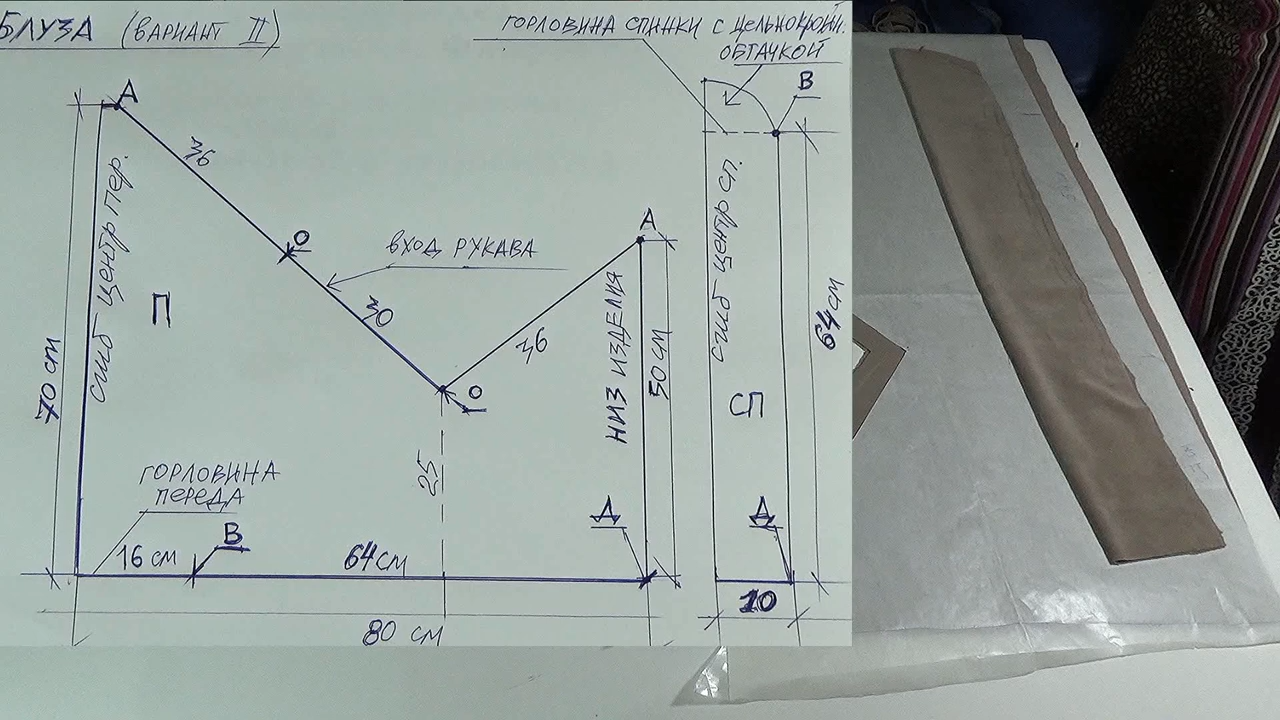 БЛУЗА (ВАРИАНТ II)
ГОРЛОВИНА СПИНКИ С ЦЕЛЬНОКРОЙН.
ОБТАЧКОЙ
A
B
36
О
ВХОД РУКАВА
A
сгиб центр пер.
П
30
36
О
НИЗ ИЗДЕЛИЯ
50 см
70 см
сгиб центр сп.
СП
64 см
25
ГОРЛОВИНА
ПЕРЕДА
16 см
B
64 см
Д
Д
10
80 см